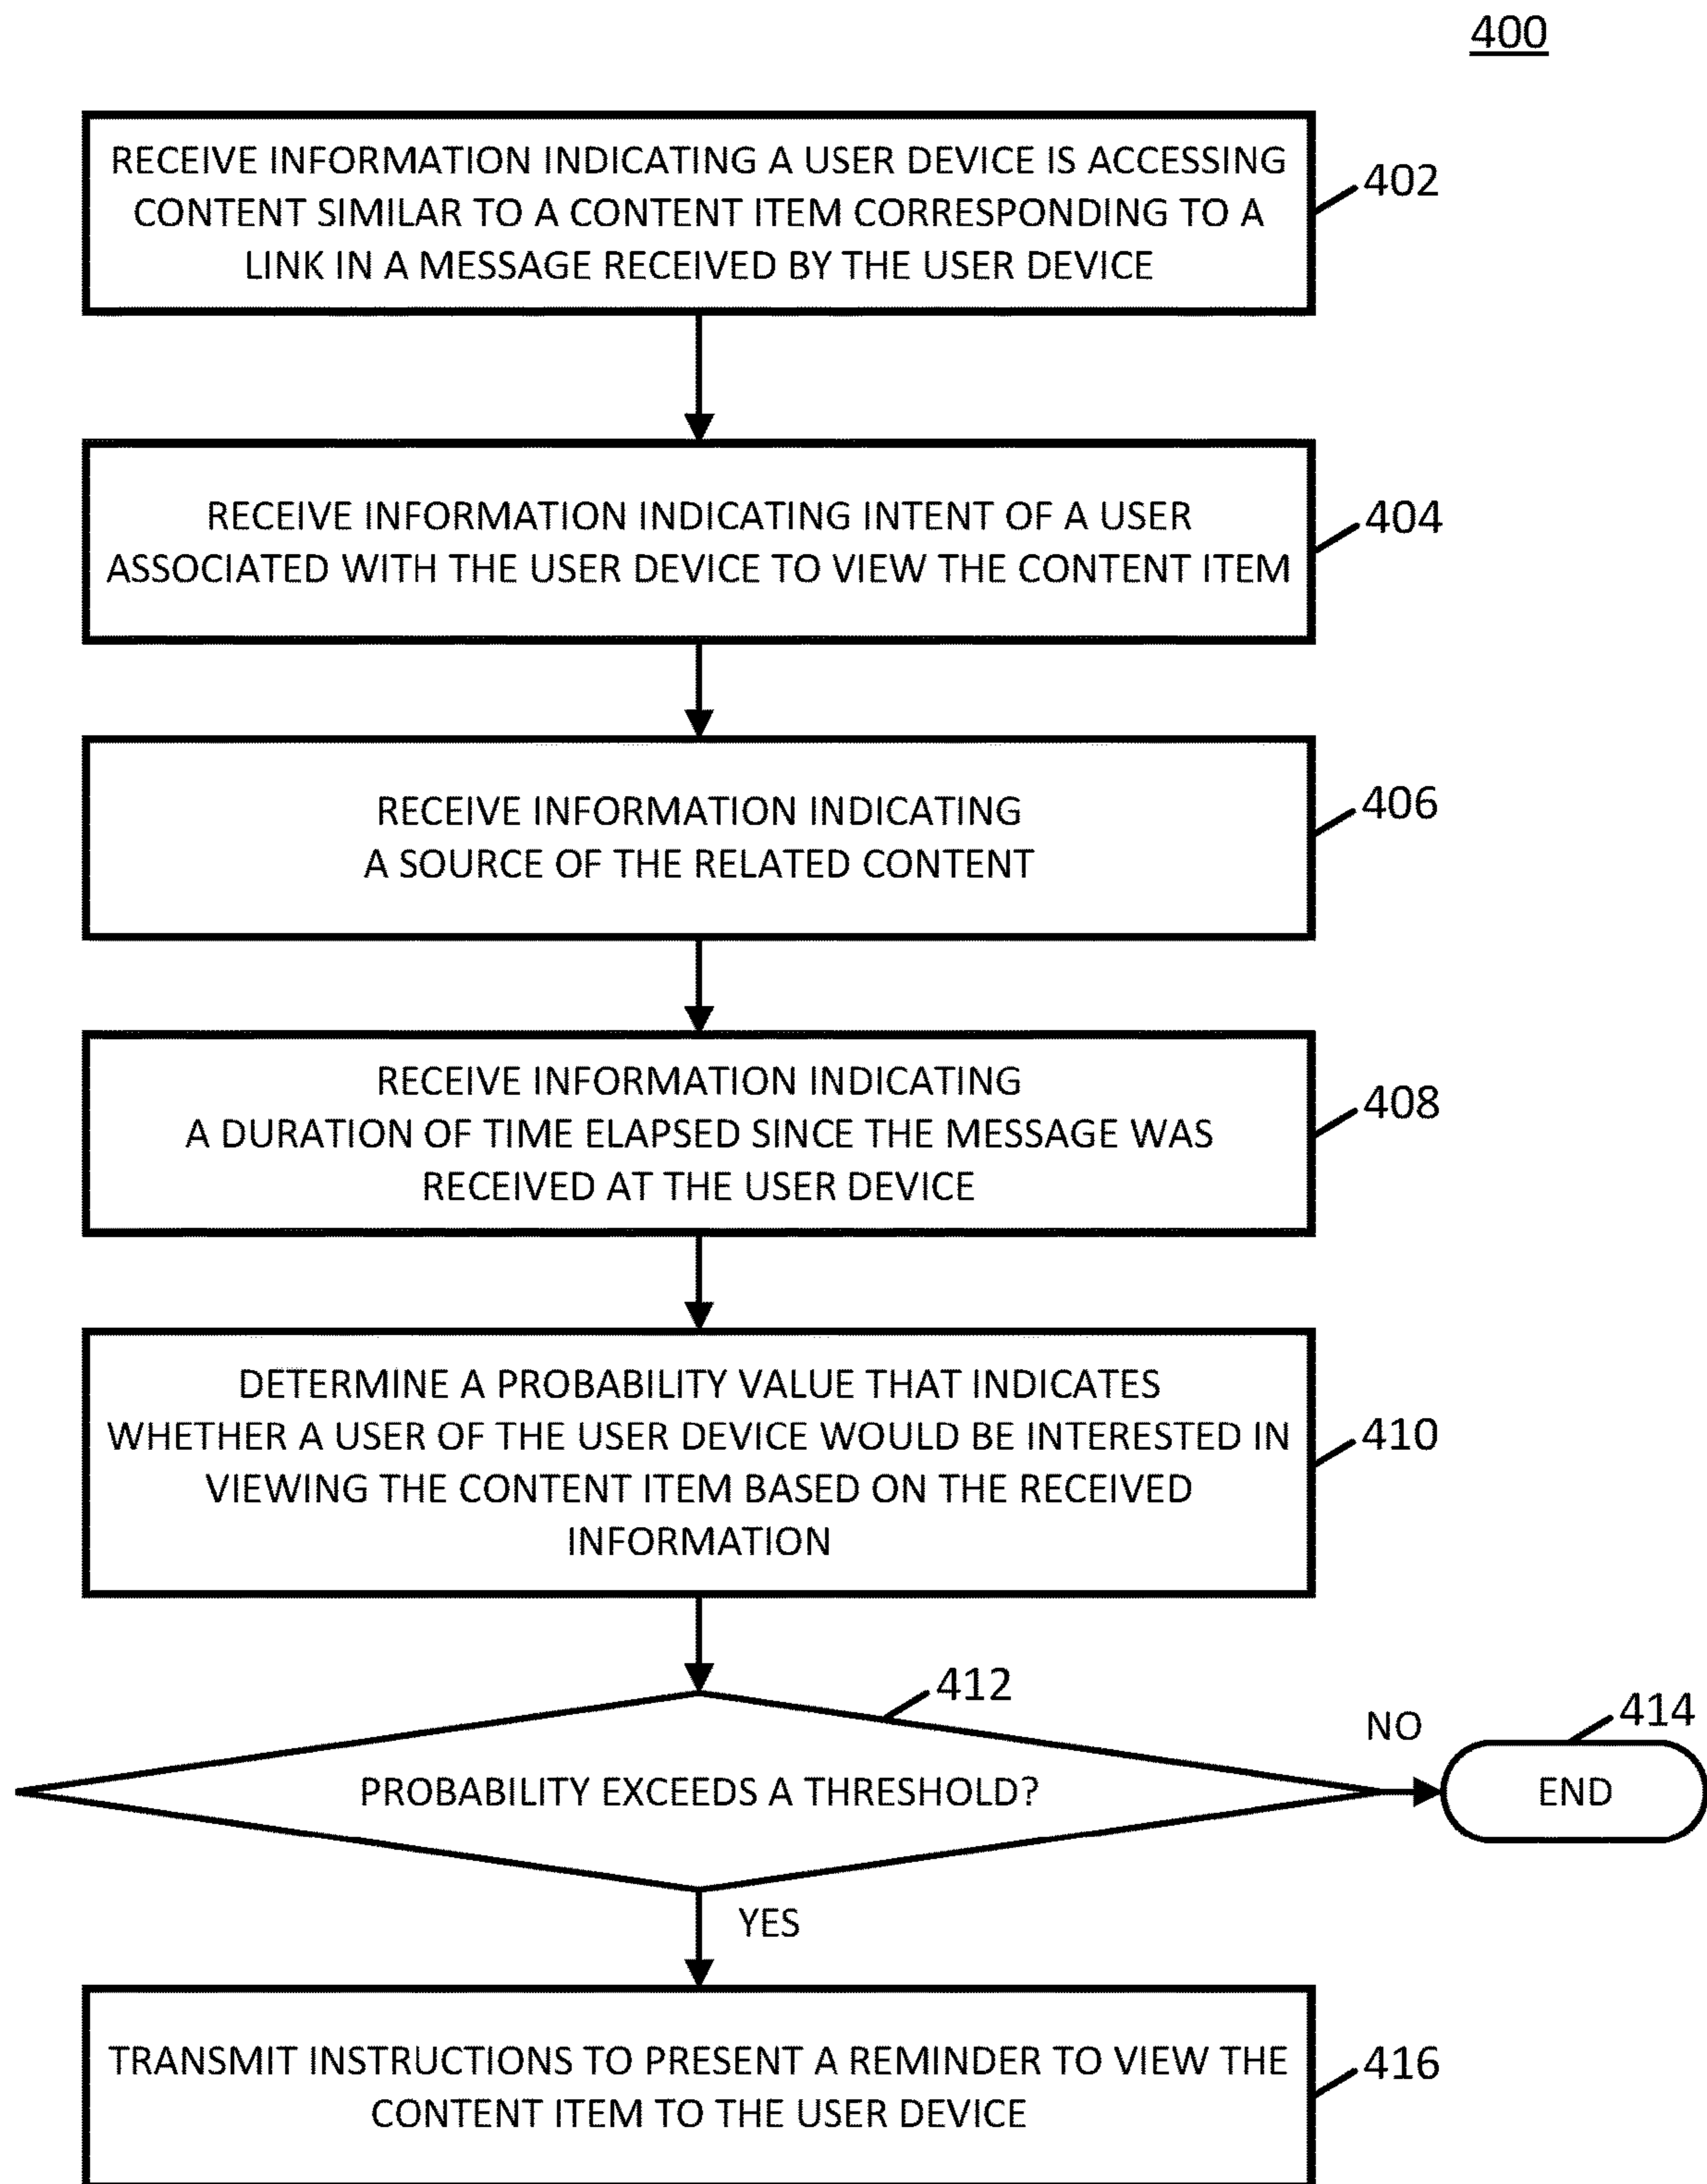 400
RECEIVE INFORMATION INDICATING A USER DEVICE IS ACCESSING
CONTENT SIMILAR TO A CONTENT ITEM CORRESPONDING TO A
LINK IN A MESSAGE RECEIVED BY THE USER DEVICE
402
RECEIVE INFORMATION INDICATING INTENT OF A USER
ASSOCIATED WITH THE USER DEVICE TO VIEW THE CONTENT ITEM
404
RECEIVE INFORMATION INDICATING
A SOURCE OF THE RELATED CONTENT
406
RECEIVE INFORMATION INDICATING
A DURATION OF TIME ELAPSED SINCE THE MESSAGE WAS
RECEIVED AT THE USER DEVICE
408
DETERMINE A PROBABILITY VALUE THAT INDICATES
WHETHER A USER OF THE USER DEVICE WOULD BE INTERESTED IN
VIEWING THE CONTENT ITEM BASED ON THE RECEIVED
INFORMATION
410
412
PROBABILITY EXCEEDS A THRESHOLD?
NO
414
END
YES
TRANSMIT INSTRUCTIONS TO PRESENT A REMINDER TO VIEW THE
CONTENT ITEM TO THE USER DEVICE
416